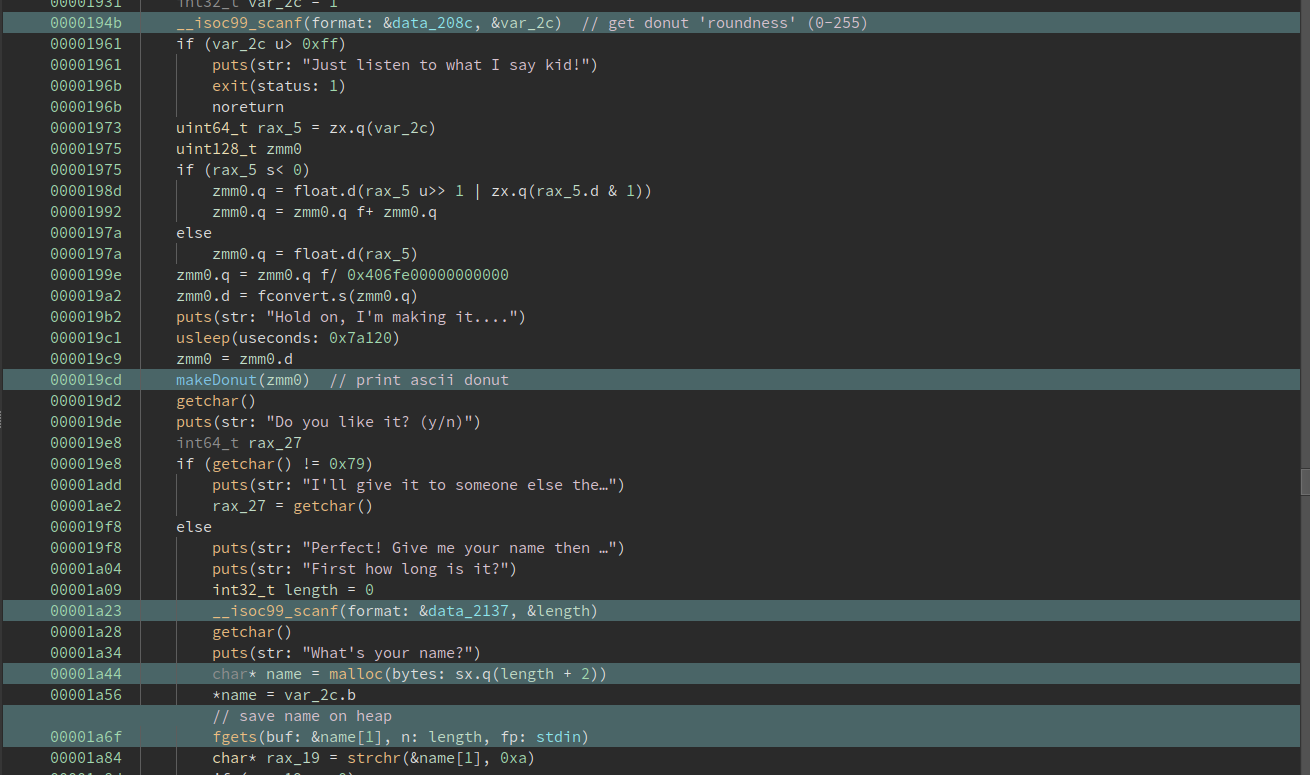 00001931 int32_t var_2c = 1
0000194b __isoc99_scanf(format: &data_208c, &var_2c)  // get donut 'roundness' (0-255)
00001961 if (var_2c u> 0xff)
00001961 puts(str: "Just listen to what I say kid!")
0000196b exit(status: 1)
0000196b noreturn
00001973 uint64_t rax_5 = zx.q(var_2c)
00001975 uint128_t zmm0
00001975 if (rax_5 s< 0)
0000198d zmm0.q = float.d(rax_5 u>> 1 | zx.q(rax_5.d & 1))
00001992 zmm0.q = zmm0.q f+ zmm0.q
0000197a else
0000197a zmm0.q = float.d(rax_5)
0000199e zmm0.q = zmm0.q f/ 0x406fe00000000000
000019a2 zmm0.d = fconvert.s(zmm0.q)
000019b2 puts(str: "Hold on, I'm making it....")
000019c1 usleep(useconds: 0x7a120)
000019c9 zmm0 = zmm0.d
000019cd makeDonut(zmm0)  // print ascii donut
000019d2 getchar()
000019de puts(str: "Do you like it? (y/n)")
000019e8 int64_t rax_27
000019e8 if (getchar() != 0x79)
00001add puts(str: "I'll give it to someone else the…")
00001ae2 rax_27 = getchar()
000019f8 else
000019f8 puts(str: "Perfect! Give me your name then …")
00001a04 puts(str: "First how long is it?")
00001a09 int32_t length = 0
00001a23 __isoc99_scanf(format: &data_2137, &length)
00001a28 getchar()
00001a34 puts(str: "What's your name?")
00001a44 char* name = malloc(bytes: sx.q(length + 2))
00001a56 *name = var_2c.b
// save name on heap
00001a6f fgets(buf: &name[1], n: length, fp: stdin)
00001a84 char* rax_19 = strchr(&name[1], 0xa)